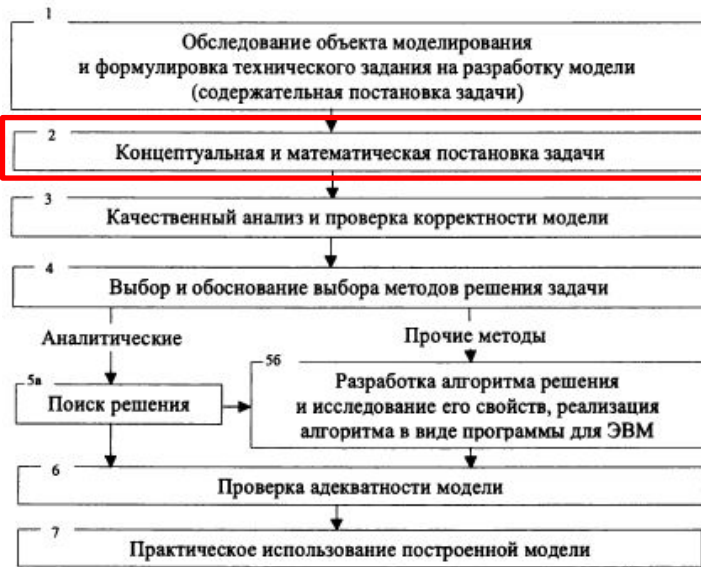 1
Обследование объекта моделирования
и формулировка технического задания на разработку модели
(содержательная постановка задачи)
2
Концептуальная и математическая постановка задачи
3
Качественный анализ и проверка корректности модели
4
Выбор и обоснование выбора методов решения задачи
Аналитические
Прочие методы
5а
Поиск решения
5б
Разработка алгоритма решения
и исследование его свойств, реализация
алгоритма в виде программы для ЭВМ
6
Проверка адекватности модели
7
Практическое использование построенной модели